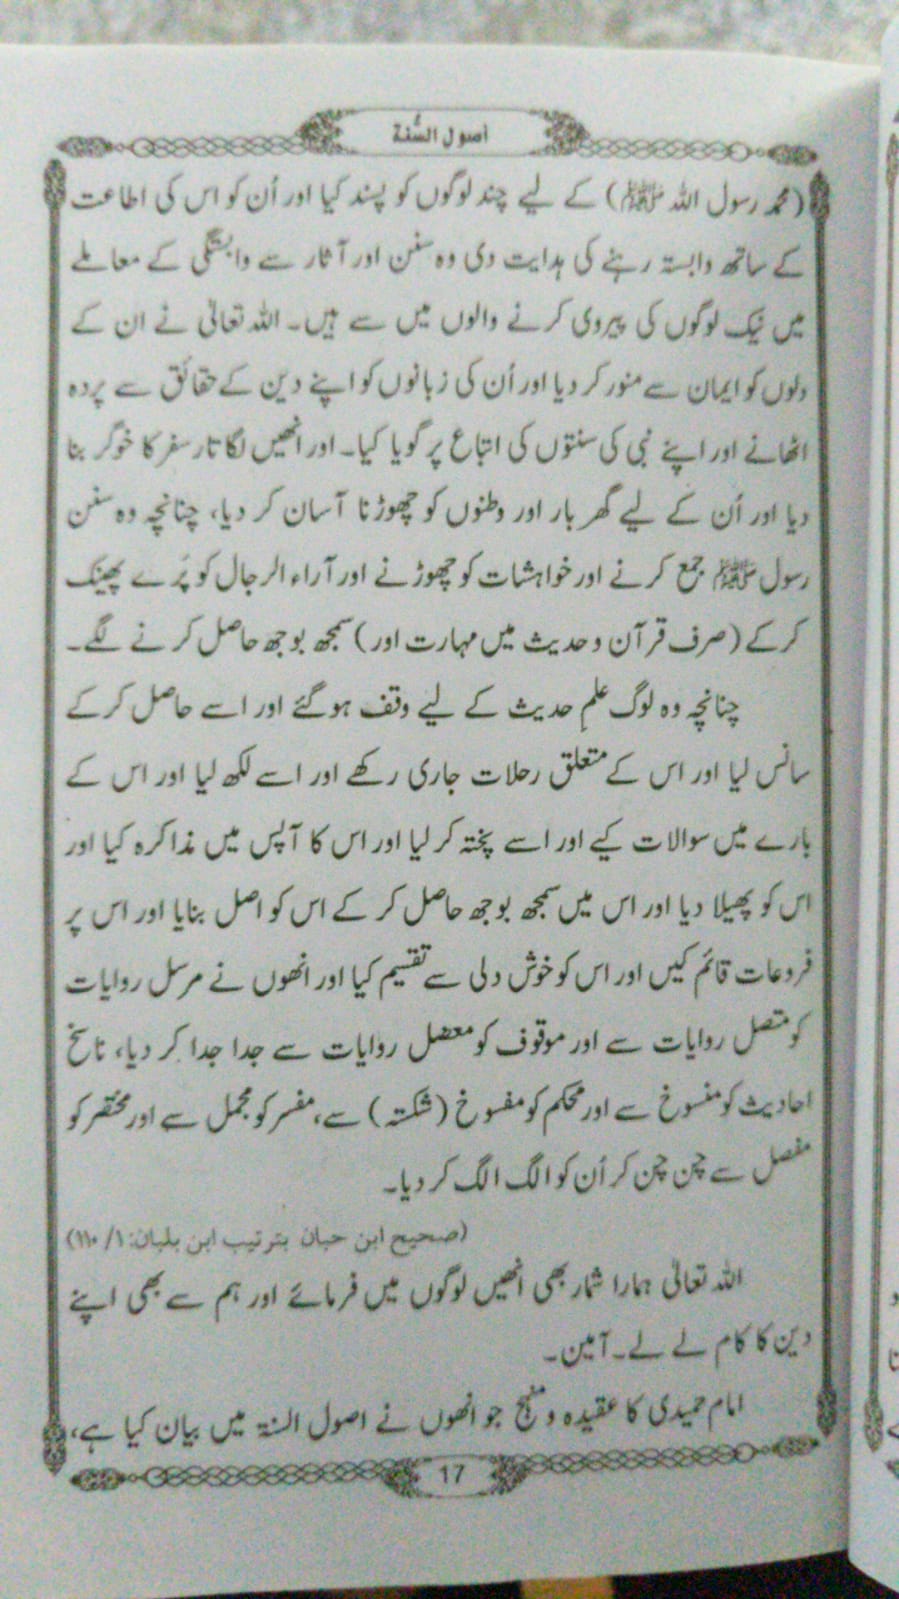 اصول السُّنة
(محمد رسول اللہ ﷺ) کے لیے چند لوگوں کو پسند کیا اور اُن کو اس کی اطاعت
کے ساتھ وابستہ رہنے کی ہدایت دی وہ سنن اور آثار سے وابستگی کے معاملے
میں نیک لوگوں کی پیروی کرنے والوں میں سے ہیں۔ اللہ تعالیٰ نے ان کے
دلوں کو ایمان سے منور کر دیا اور اُن کی زبانوں کو اپنے دین کے حقائق سے پردہ
اٹھانے اور اپنے نبی کی سنتوں کی اتباع پر گویا کیا۔ اور انھیں لگاتار سفر کا خوگر بنا
دیا اور اُن کے لیے گھر بار اور وطنوں کو چھوڑنا آسان کر دیا، چنانچہ وہ سنن
رسول ﷺ جمع کرنے اور خواہشات کو چھوڑنے اور آراء الرجال کو پَرے پھینک
کر کے (صرف قرآن و حدیث میں مہارت اور) سمجھ بوجھ حاصل کرنے لگے۔
چنانچہ وہ لوگ علمِ حدیث کے لیے وقف ہو گئے اور اسے حاصل کر کے
سانس لیا اور اس کے متعلق رحلات جاری رکھے اور اسے لکھ لیا اور اس کے
بارے میں سوالات کیے اور اسے پختہ کر لیا اور اس کا آپس میں مذاکرہ کیا اور
اس کو پھیلا دیا اور اس میں سمجھ بوجھ حاصل کر کے اس کو اصل بنایا اور اس پر
فروعات قائم کیں اور اس کو خوش دلی سے تقسیم کیا اور انھوں نے مرسل روایات
کو متصل روایات سے اور موقوف کو معضل روایات سے جدا جدا کر دیا، ناسخ
احادیث کو منسوخ سے اور محکم کو مفسوخ (شکتہ) سے، مفسر کو مجمل سے اور مختصر کو
مفصل سے چن چن کر اُن کو الگ الگ کر دیا۔
(صحیح ابن حبان بترتیب ابن بلبان: ۱/ ۱۱۰)
اللہ تعالیٰ ہمارا شمار بھی انھیں لوگوں میں فرمائے اور ہم سے بھی اپنے
دین کا کام لے لے۔ آمین۔
امام حمیدی کا عقیدہ و منہج جو انھوں نے اصول السنۃ میں بیان کیا ہے،
17